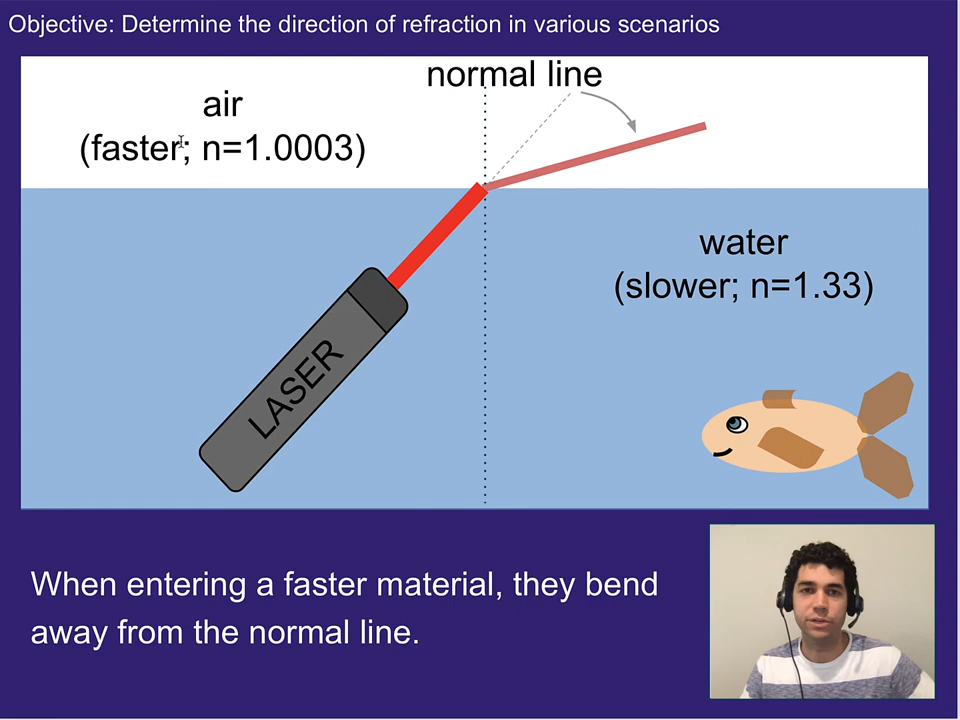 Objective: Determine the direction of refraction in various scenarios
normal line
air
(faster; n=1.0003)
water
(slower; n=1.33)
LASER
When entering a faster material, they bend
away from the normal line.